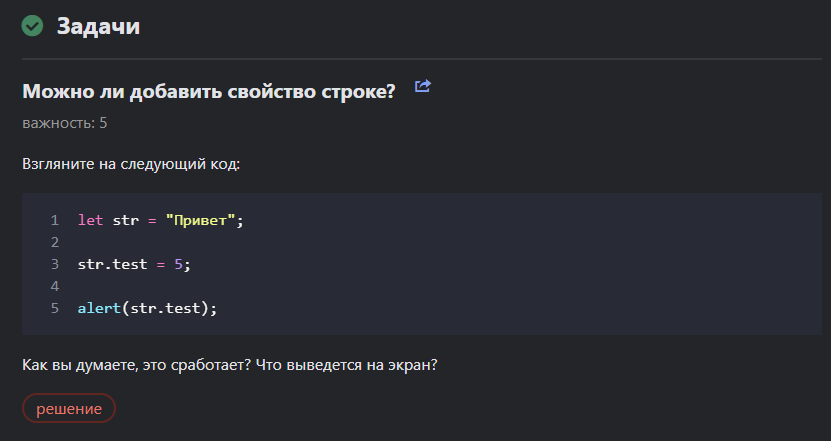 Задачи
Можно ли добавить свойство строке?
важность: 5
Взгляните на следующий код:
1 let str = "Привет";
2
3 str.test = 5;
4
5 alert(str.test);
Как вы думаете, это сработает? Что выведется на экран?
решение